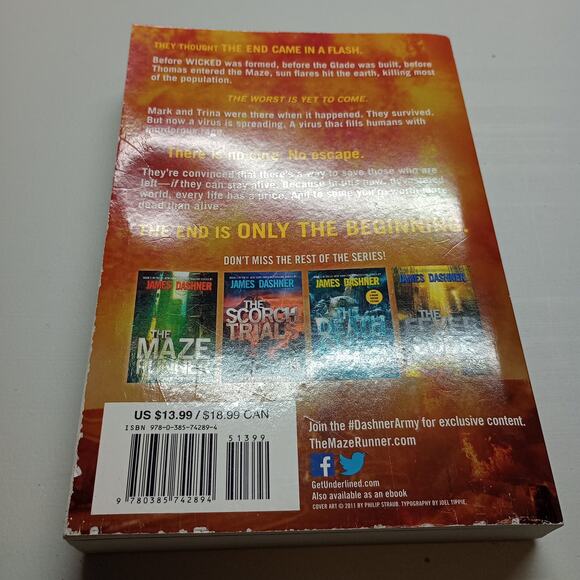 THEY THOUGHT THE END CAME IN A FLASH.
Before WICKED was formed, before the Glade was built, before
Thomas entered the Maze, sun flares hit the earth, killing most
of the population.
THE WORST IS YET TO COME.
Mark and Trina were there when it happened. They survived.
But now a virus is spreading. A virus that fills humans with
murderous rage.
There is no cure. No escape.
They're convinced that there's a way to save those who are
left—if they can stay alive. Because in this new, devastated
world, every life has a price. And to some you're worth more
dead than alive.
THE END IS ONLY THE BEGINNING.
DON'T MISS THE REST OF THE SERIES!
JAMES DASHNER
THE
MAZE
RUNNER
JAMES DASHNER
THE
SCORCH
TRIALS
JAMES DASHNER
THE
DEATH
JAMES DASHNER
THE
FEVER
US $13.99 / $18.99 CAN
ISBN 978-0-385-74289-4
51399
9 780385 742894
Join the #DashnerArmy for exclusive content.
TheMazeRunner.com
GetUnderlined.com
Also available as an ebook
COVER ART © 2011 BY PHILIP STRAUB. TYPOGRAPHY BY JOEL TIPPIE.